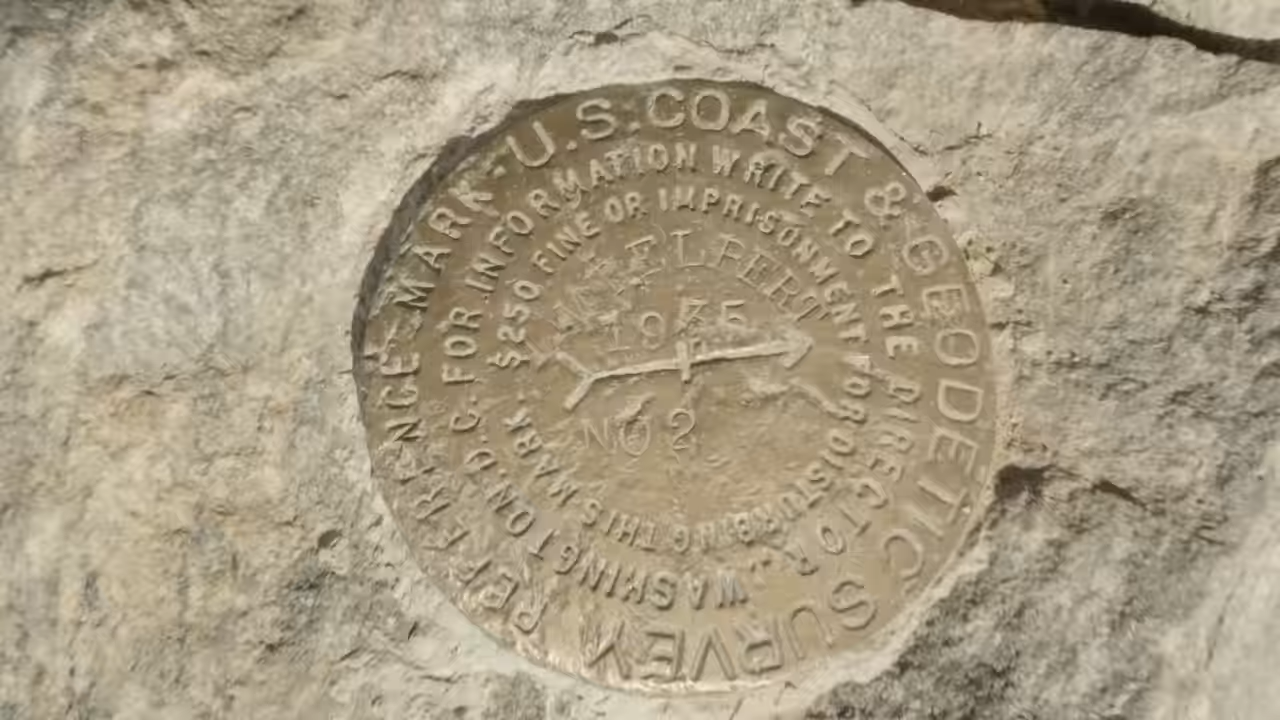 U.S. COAST & GEODETIC SURVEY
REFERENCE MARK
FOR INFORMATION WRITE TO THE DIRECTOR, WASHINGTON, D.C.
$250 FINE OR IMPRISONMENT FOR DISTURBING THIS MARK.
1935
NO 2